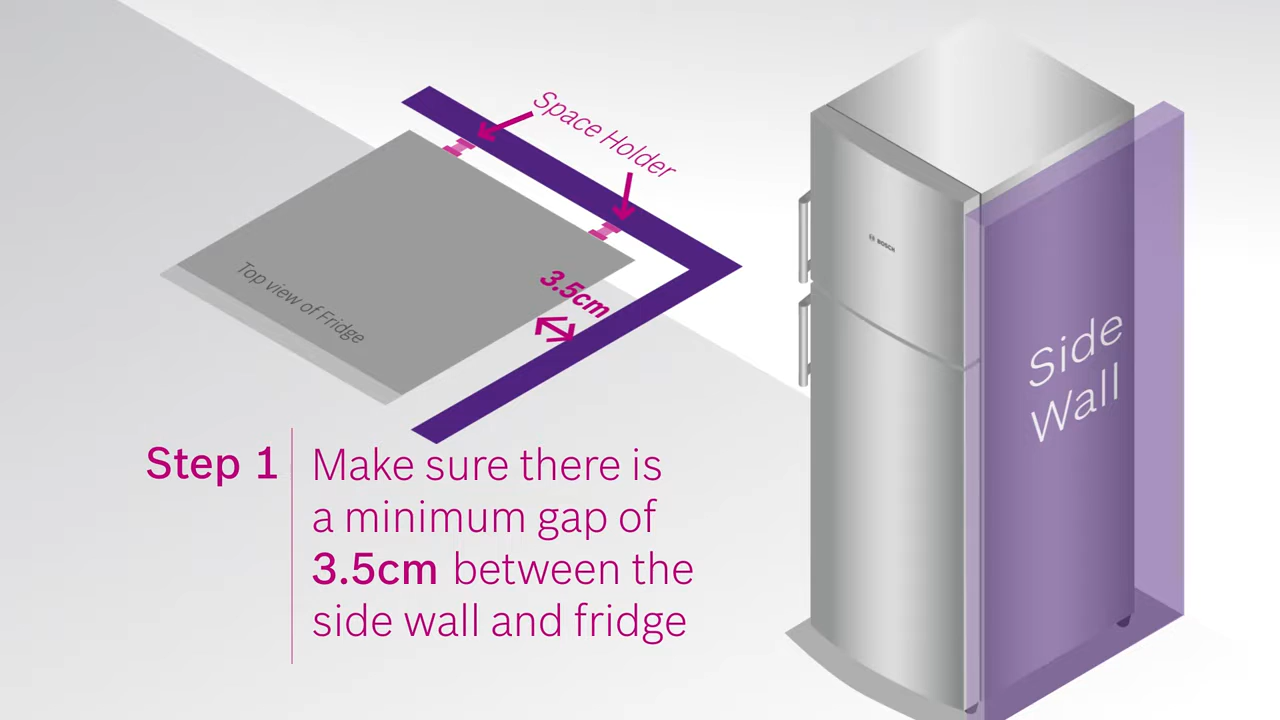 Space Holder
Top view of Fridge
3.5cm
BOSCH
Side
Wall
Step 1
Make sure there is
a minimum gap of
3.5cm between the
side wall and fridge